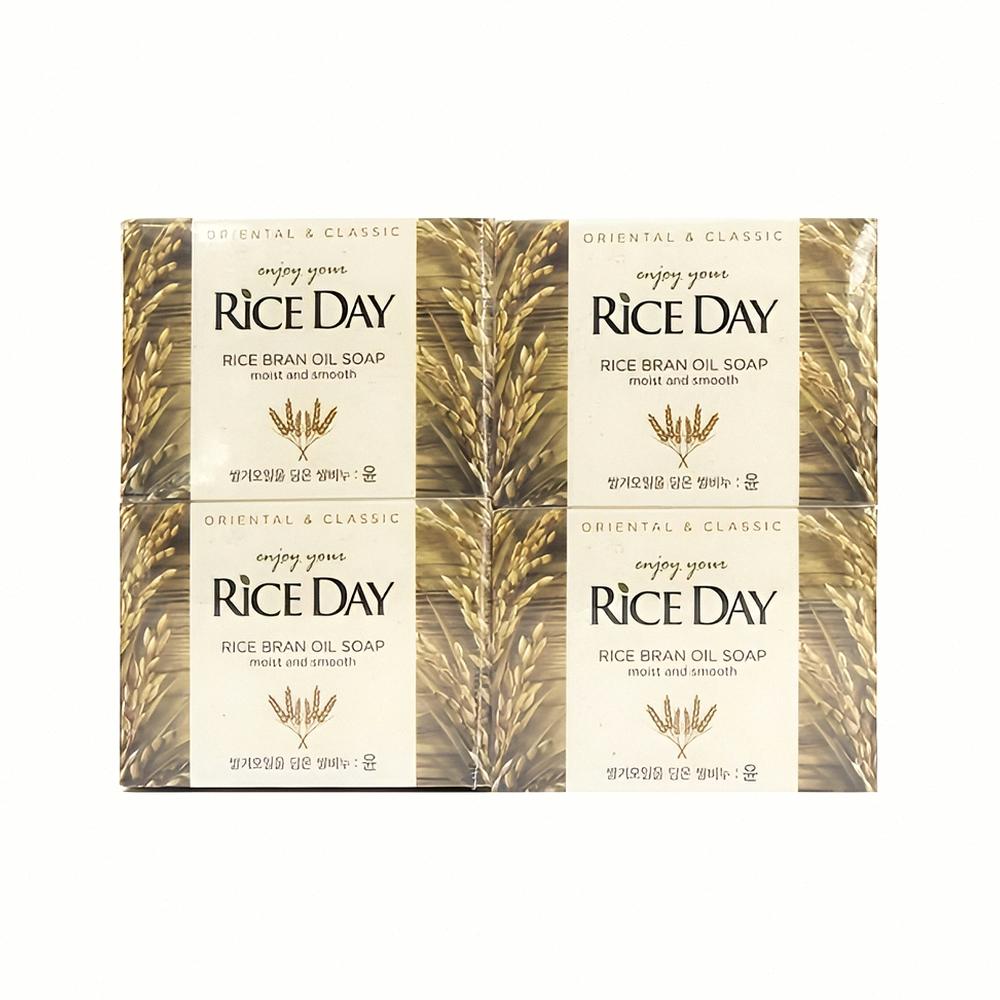 ORIENTAL & CLASSIC
enjoy your
RiCE DAY
RICE BRAN OIL SOAP
moist and smooth
쌀겨오일을 담은 쌀비누 : 윤
ORIENTAL & CLASSIC
enjoy your
RiCE DAY
RICE BRAN OIL SOAP
moist and smooth
쌀겨오일을 담은 쌀비누 : 윤
ORIENTAL & CLASSIC
enjoy your
RiCE DAY
RICE BRAN OIL SOAP
moist and smooth
쌀겨오일을 담은 쌀비누 : 윤
ORIENTAL & CLASSIC
enjoy your
RiCE DAY
RICE BRAN OIL SOAP
moist and smooth
쌀겨오일을 담은 쌀비누 : 윤